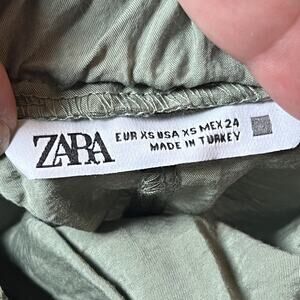 ZARA
EUR XS USA XS MEX 24
MADE IN TURKEY